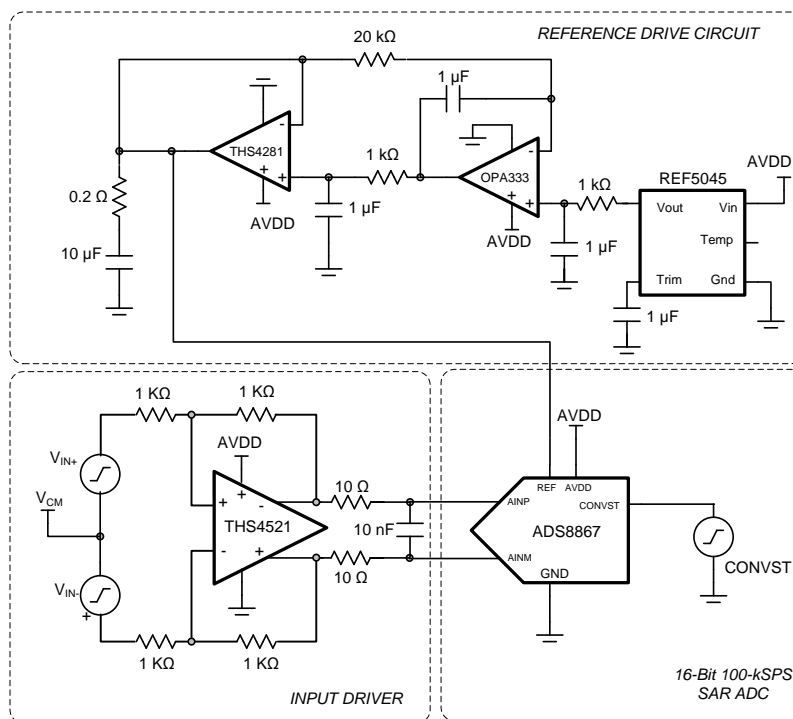 REFERENCE DRIVE CIRCUIT
20 kΩ
1 µF
-
THS4281
+
+
AVDD
1 kΩ
1 µF
-
OPA333
+
+
AVDD
1 kΩ
1 µF
REF5045
AVDD
Vout
Vin
Temp
Trim
Gnd
1 µF
0.2 Ω
10 µF
1 KΩ
1 KΩ
VIN+
VCM
VIN-
+
AVDD
+
+
-
THS4521
-
+
10 Ω
10 nF
10 Ω
1 KΩ
1 KΩ
INPUT DRIVER
AVDD
REF
AVDD
AINP
CONVST
ADS8867
AINM
GND
CONVST
16-Bit 100-kSPS
SAR ADC